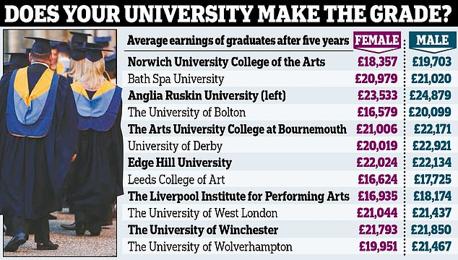 DOES YOUR UNIVERSITY MAKE THE GRADE?
Average earnings of graduates after five years FEMALE MALE
Norwich University College of the Arts £18,357 £19,703
Bath Spa University £20,979 £21,020
Anglia Ruskin University (left) £23,533 £24,879
The University of Bolton £16,579 £20,099
The Arts University College at Bournemouth £21,006 £22,171
University of Derby £20,019 £22,921
Edge Hill University £22,024 £22,134
Leeds College of Art £16,624 £17,725
The Liverpool Institute for Performing Arts £16,935 £18,174
The University of West London £21,044 £21,437
The University of Winchester £21,793 £21,850
The University of Wolverhampton £19,951 £21,467